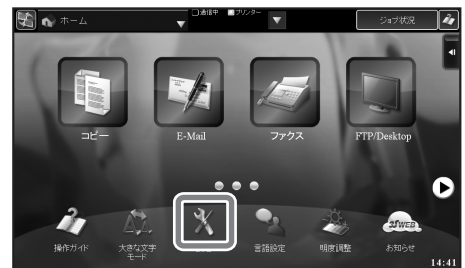 ホーム
通信中
プリンター
ジョブ状況
コピー
E-Mail
ファクス
FTP/Desktop
操作ガイド
大きな文字
モード
言語設定
明度調整
WEB
お知らせ
14:41